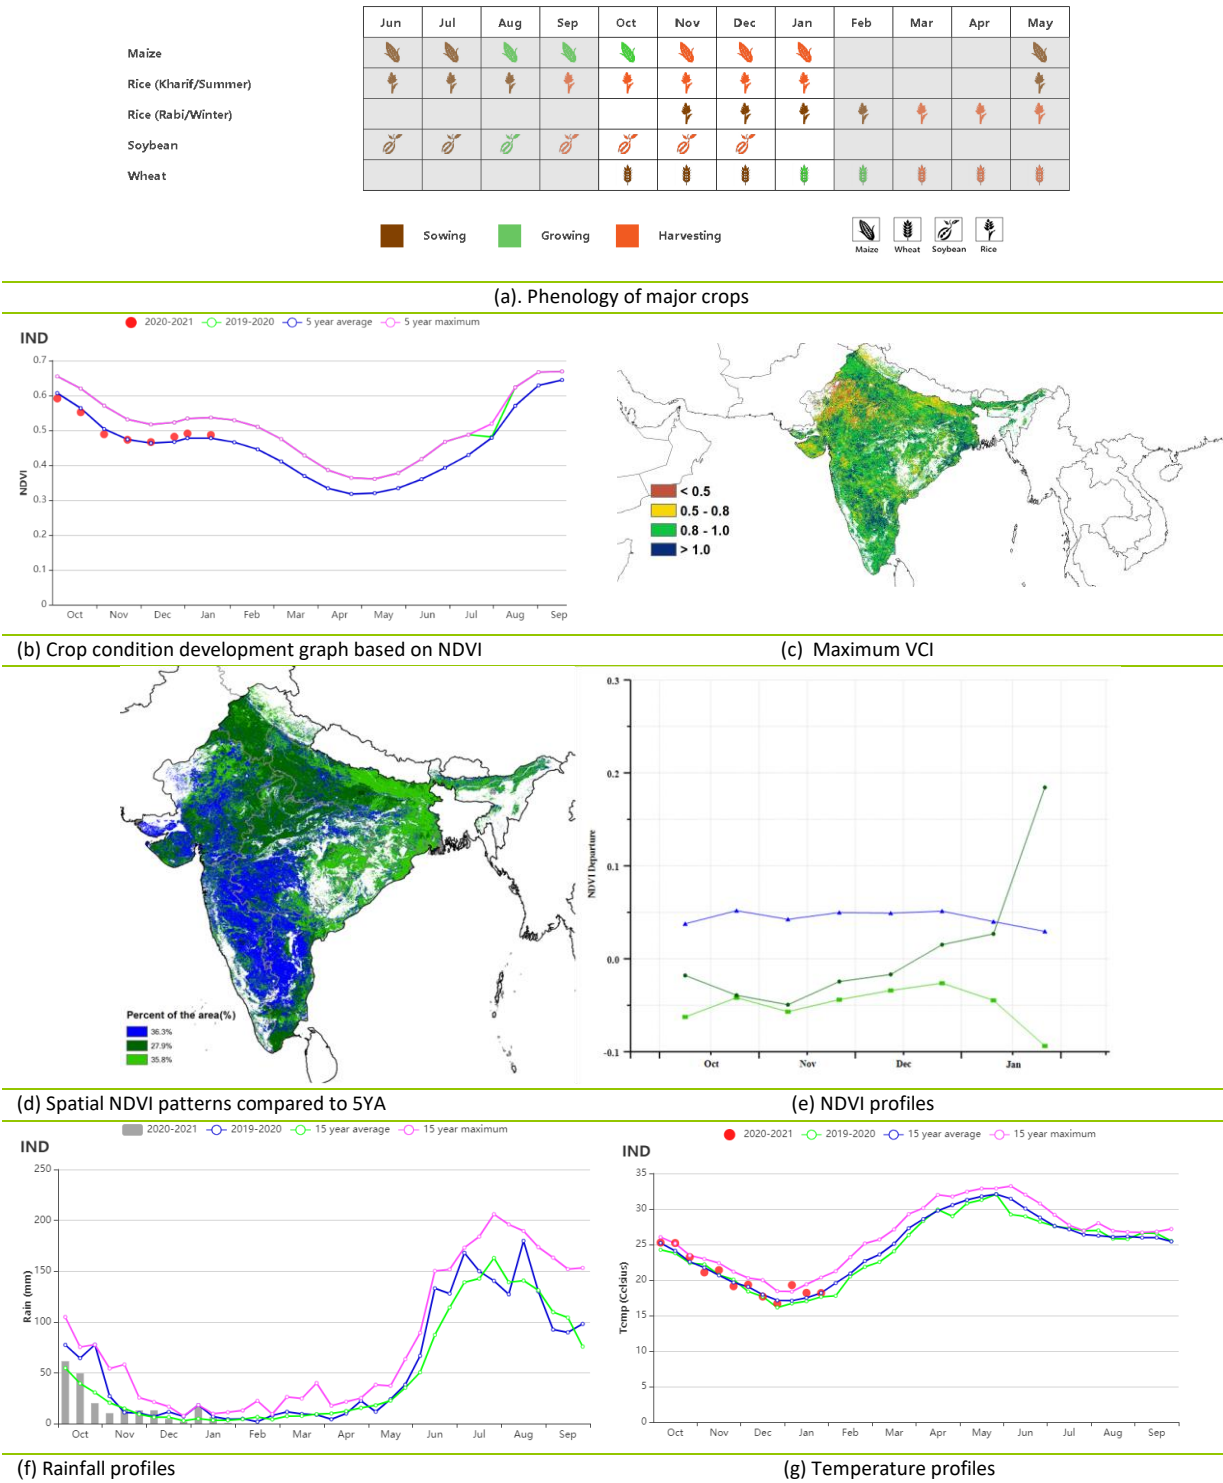 Jun Jul Aug Sep Oct Nov Dec Jan Feb Mar Apr May
Maize
Rice (Kharif/Summer)
Rice (Rabi/Winter)
Soybean
Wheat
Sowing Growing Harvesting
Maize Wheat Soybean Rice
(a). Phenology of major crops
2020-2021 2019-2020 5 year average 5 year maximum
IND
0.7
0.6
0.5
0.4
0.3
0.2
0.1
0
NDVI
Oct Nov Dec Jan Feb Mar Apr May Jun Jul Aug Sep
< 0.5
0.5 - 0.8
0.8 - 1.0
> 1.0
(b) Crop condition development graph based on NDVI
(c) Maximum VCI
Percent of the area(%)
36.3%
27.9%
35.8%
0.3
0.2
0.1
0.0
-0.1
NDVI Departure
Oct Nov Dec Jan
(d) Spatial NDVI patterns compared to 5YA
(e) NDVI profiles
2020-2021 2019-2020 15 year average 15 year maximum
IND
250
200
150
100
50
0
Rain (mm)
Oct Nov Dec Jan Feb Mar Apr May Jun Jul Aug Sep
2020-2021 2019-2020 15 year average 15 year maximum
IND
35
30
25
20
15
10
5
0
Temp (Celsius)
Oct Nov Dec Jan Feb Mar Apr May Jun Jul Aug Sep
(f) Rainfall profiles
(g) Temperature profiles